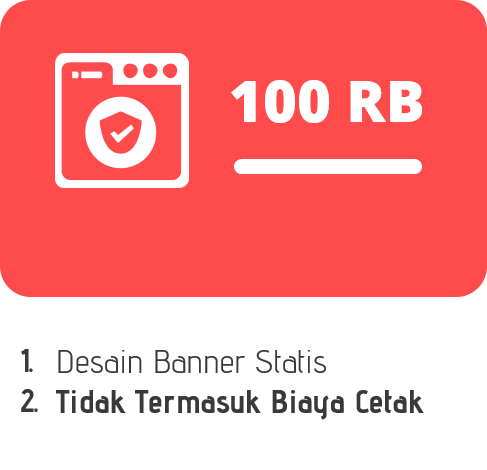 100 RB
1. Desain Banner Statis
2. Tidak Termasuk Biaya Cetak